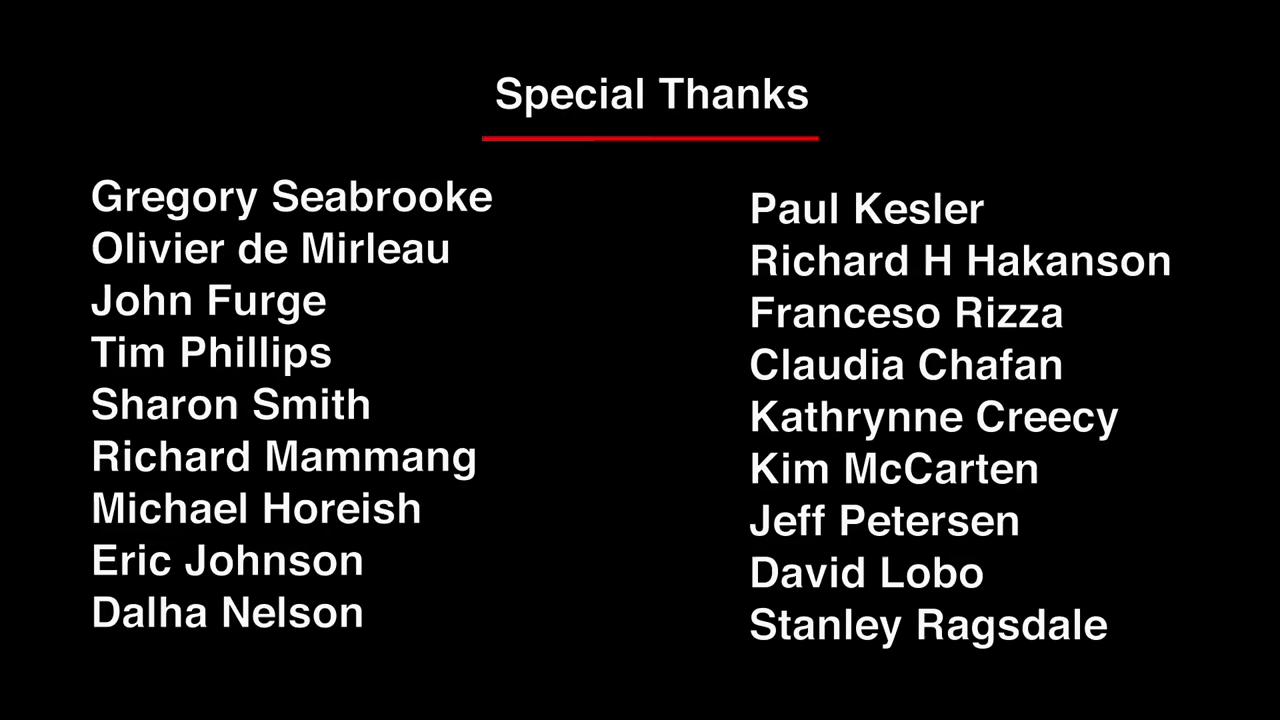 Special Thanks
Gregory Seabrooke
Olivier de Mirleau
John Furge
Tim Phillips
Sharon Smith
Richard Mammang
Michael Horeish
Eric Johnson
Dalha Nelson
Paul Kesler
Richard H Hakanson
Franceso Rizza
Claudia Chafan
Kathrynne Creecy
Kim McCarten
Jeff Petersen
David Lobo
Stanley Ragsdale